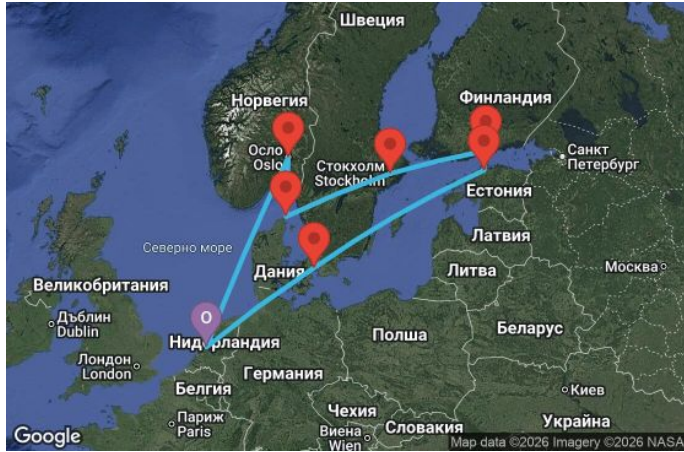 Швеция
Норвегия
Финландия
Осло
Oslo
Стокхолм
Stockholm
Санкт
Петербург
Естония
Латвия
Северно море
Дания
Литва
Москва
Великобритания
O
Дъблин
Dublin
Нидерландия
Полша
Беларус
Лондон
London
Германия
Белгия
Киев
Чехия
Париж
Paris
Виена
Wien
Словакия
Украйна
Google
Map data ©2026 Imagery ©2026 NASA